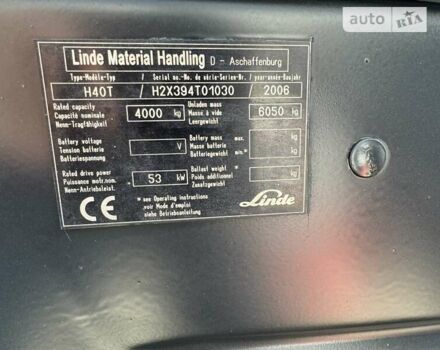 auto RIA
Linde Material Handling D - Aschaffenburg
Type-Modèle-Typ / Serial no.-No. de série-Serien-Nr. / year-année-Baujahr
H40T / H2X394T01030 / 2006
Rated capacity
Capacité nominale
Nenn-Tragfähigkeit
4000 kg
Unladen mass
Masse à vide
Leergewicht
6050 kg
Battery voltage
Tension batterie
Batteriespannung
V
Battery mass max. kg
Masse batterie
Batteriegewicht min. * kg
Rated drive power
Puissance motr.nom.
Nenn-Antriebsleist.
* 53 kW
Ballast weight *
Poids additionnel
Zusatzgewicht
kg
CE
* see Operating instructions
voir Mode d'emploi
siehe Betriebsanleitung
Linde